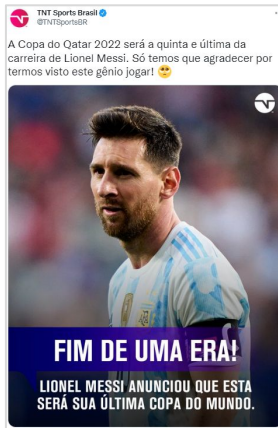 TNT Sports Brasil
@TNTSportsBR
A Copa do Qatar 2022 será a quinta e última da
carreira de Lionel Messi. Só temos que agradecer por
termos visto este gênio jogar! 🥺
FIM DE UMA ERA!
LIONEL MESSI ANUNCIOU QUE ESTA
SERÁ SUA ÚLTIMA COPA DO MUNDO.